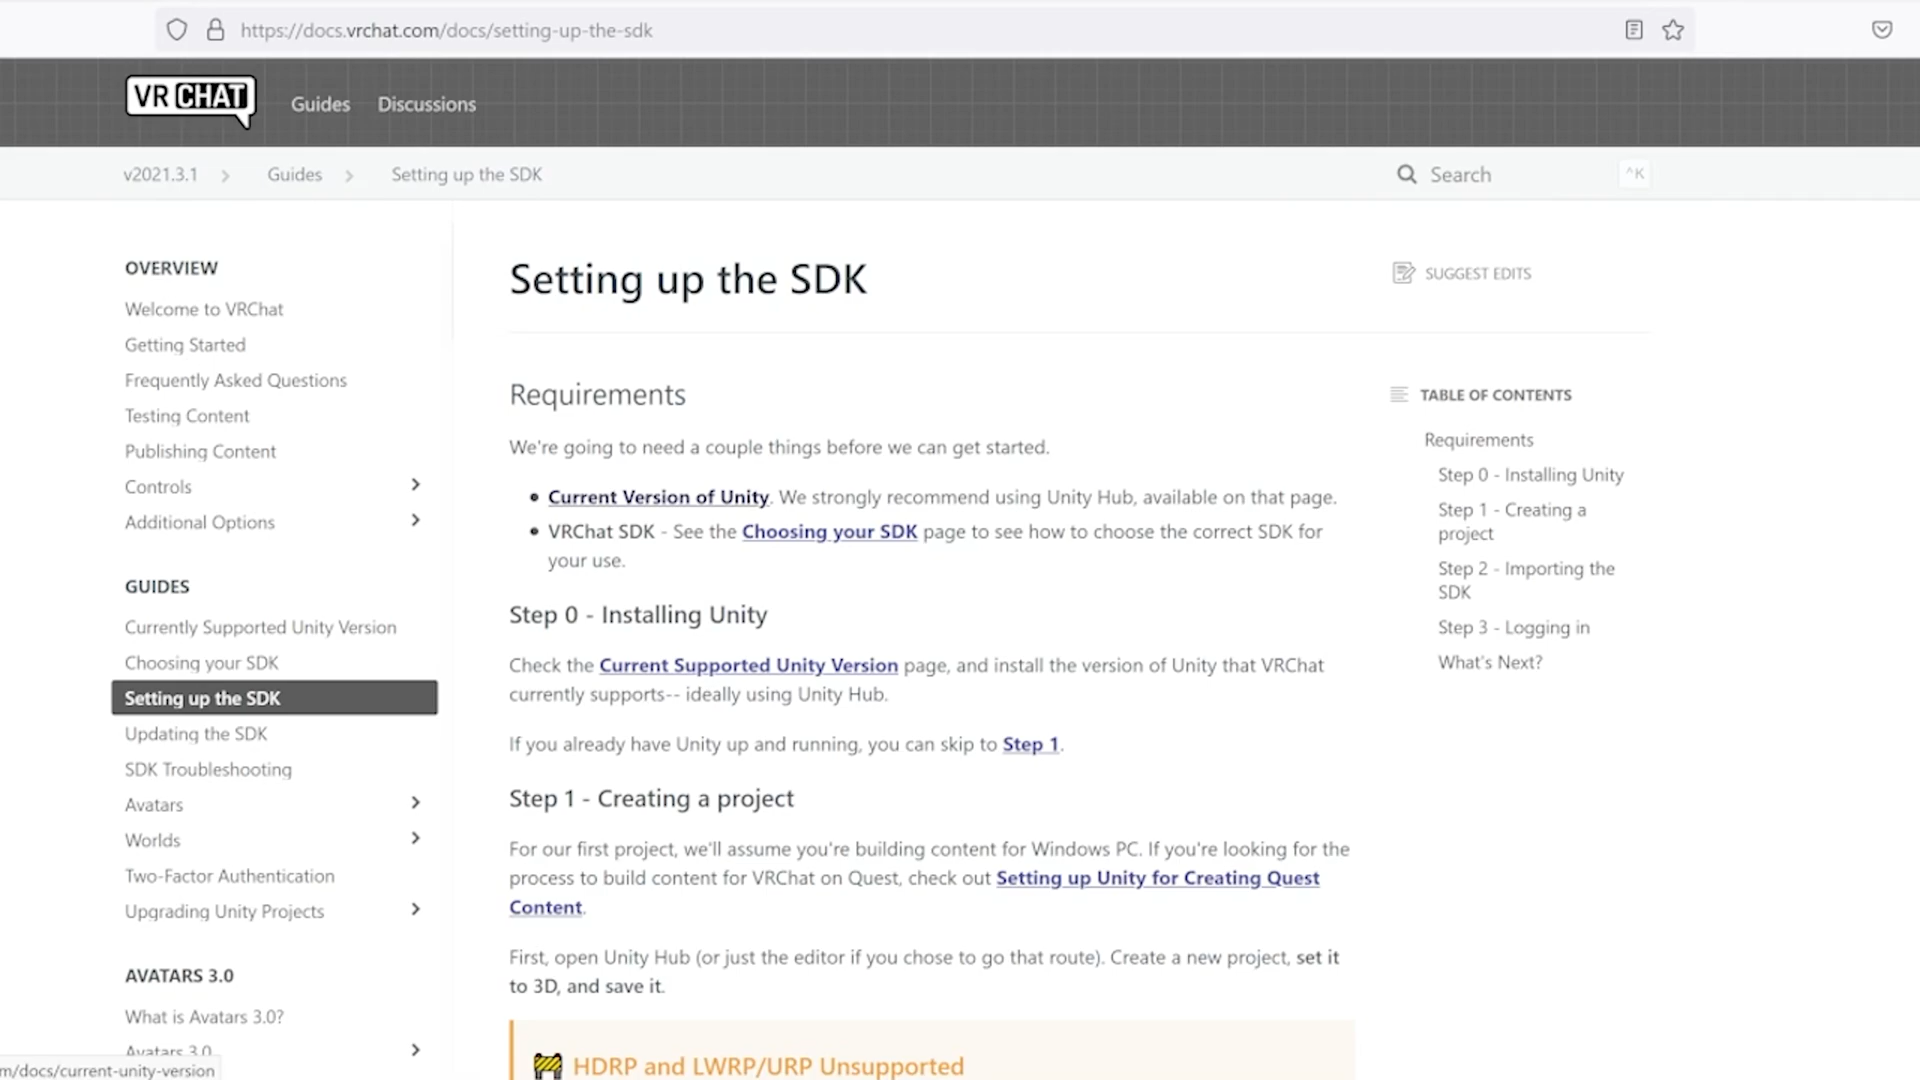 https://docs.vrchat.com/docs/setting-up-the-sdk
VR CHAT
Guides
Discussions
v2021.3.1
Guides
Setting up the SDK
Search
^K
OVERVIEW
Welcome to VRChat
Getting Started
Frequently Asked Questions
Testing Content
Publishing Content
Controls
Additional Options
GUIDES
Currently Supported Unity Version
Choosing your SDK
Setting up the SDK
Updating the SDK
SDK Troubleshooting
Avatars
Worlds
Two-Factor Authentication
Upgrading Unity Projects
AVATARS 3.0
What is Avatars 3.0?
Avatars 3.0
m/docs/current-unity-version
Setting up the SDK
SUGGEST EDITS
Requirements
We're going to need a couple things before we can get started.
• Current Version of Unity. We strongly recommend using Unity Hub, available on that page.
• VRChat SDK - See the Choosing your SDK page to see how to choose the correct SDK for
your use.
Step 0 - Installing Unity
Check the Current Supported Unity Version page, and install the version of Unity that VRChat
currently supports-- ideally using Unity Hub.
If you already have Unity up and running, you can skip to Step 1.
Step 1 - Creating a project
For our first project, we'll assume you're building content for Windows PC. If you're looking for the
process to build content for VRChat on Quest, check out Setting up Unity for Creating Quest
Content.
First, open Unity Hub (or just the editor if you chose to go that route). Create a new project, set it
to 3D, and save it.
HDRP and LWRP/URP Unsupported
TABLE OF CONTENTS
Requirements
Step 0 - Installing Unity
Step 1 - Creating a
project
Step 2 - Importing the
SDK
Step 3 - Logging in
What's Next?